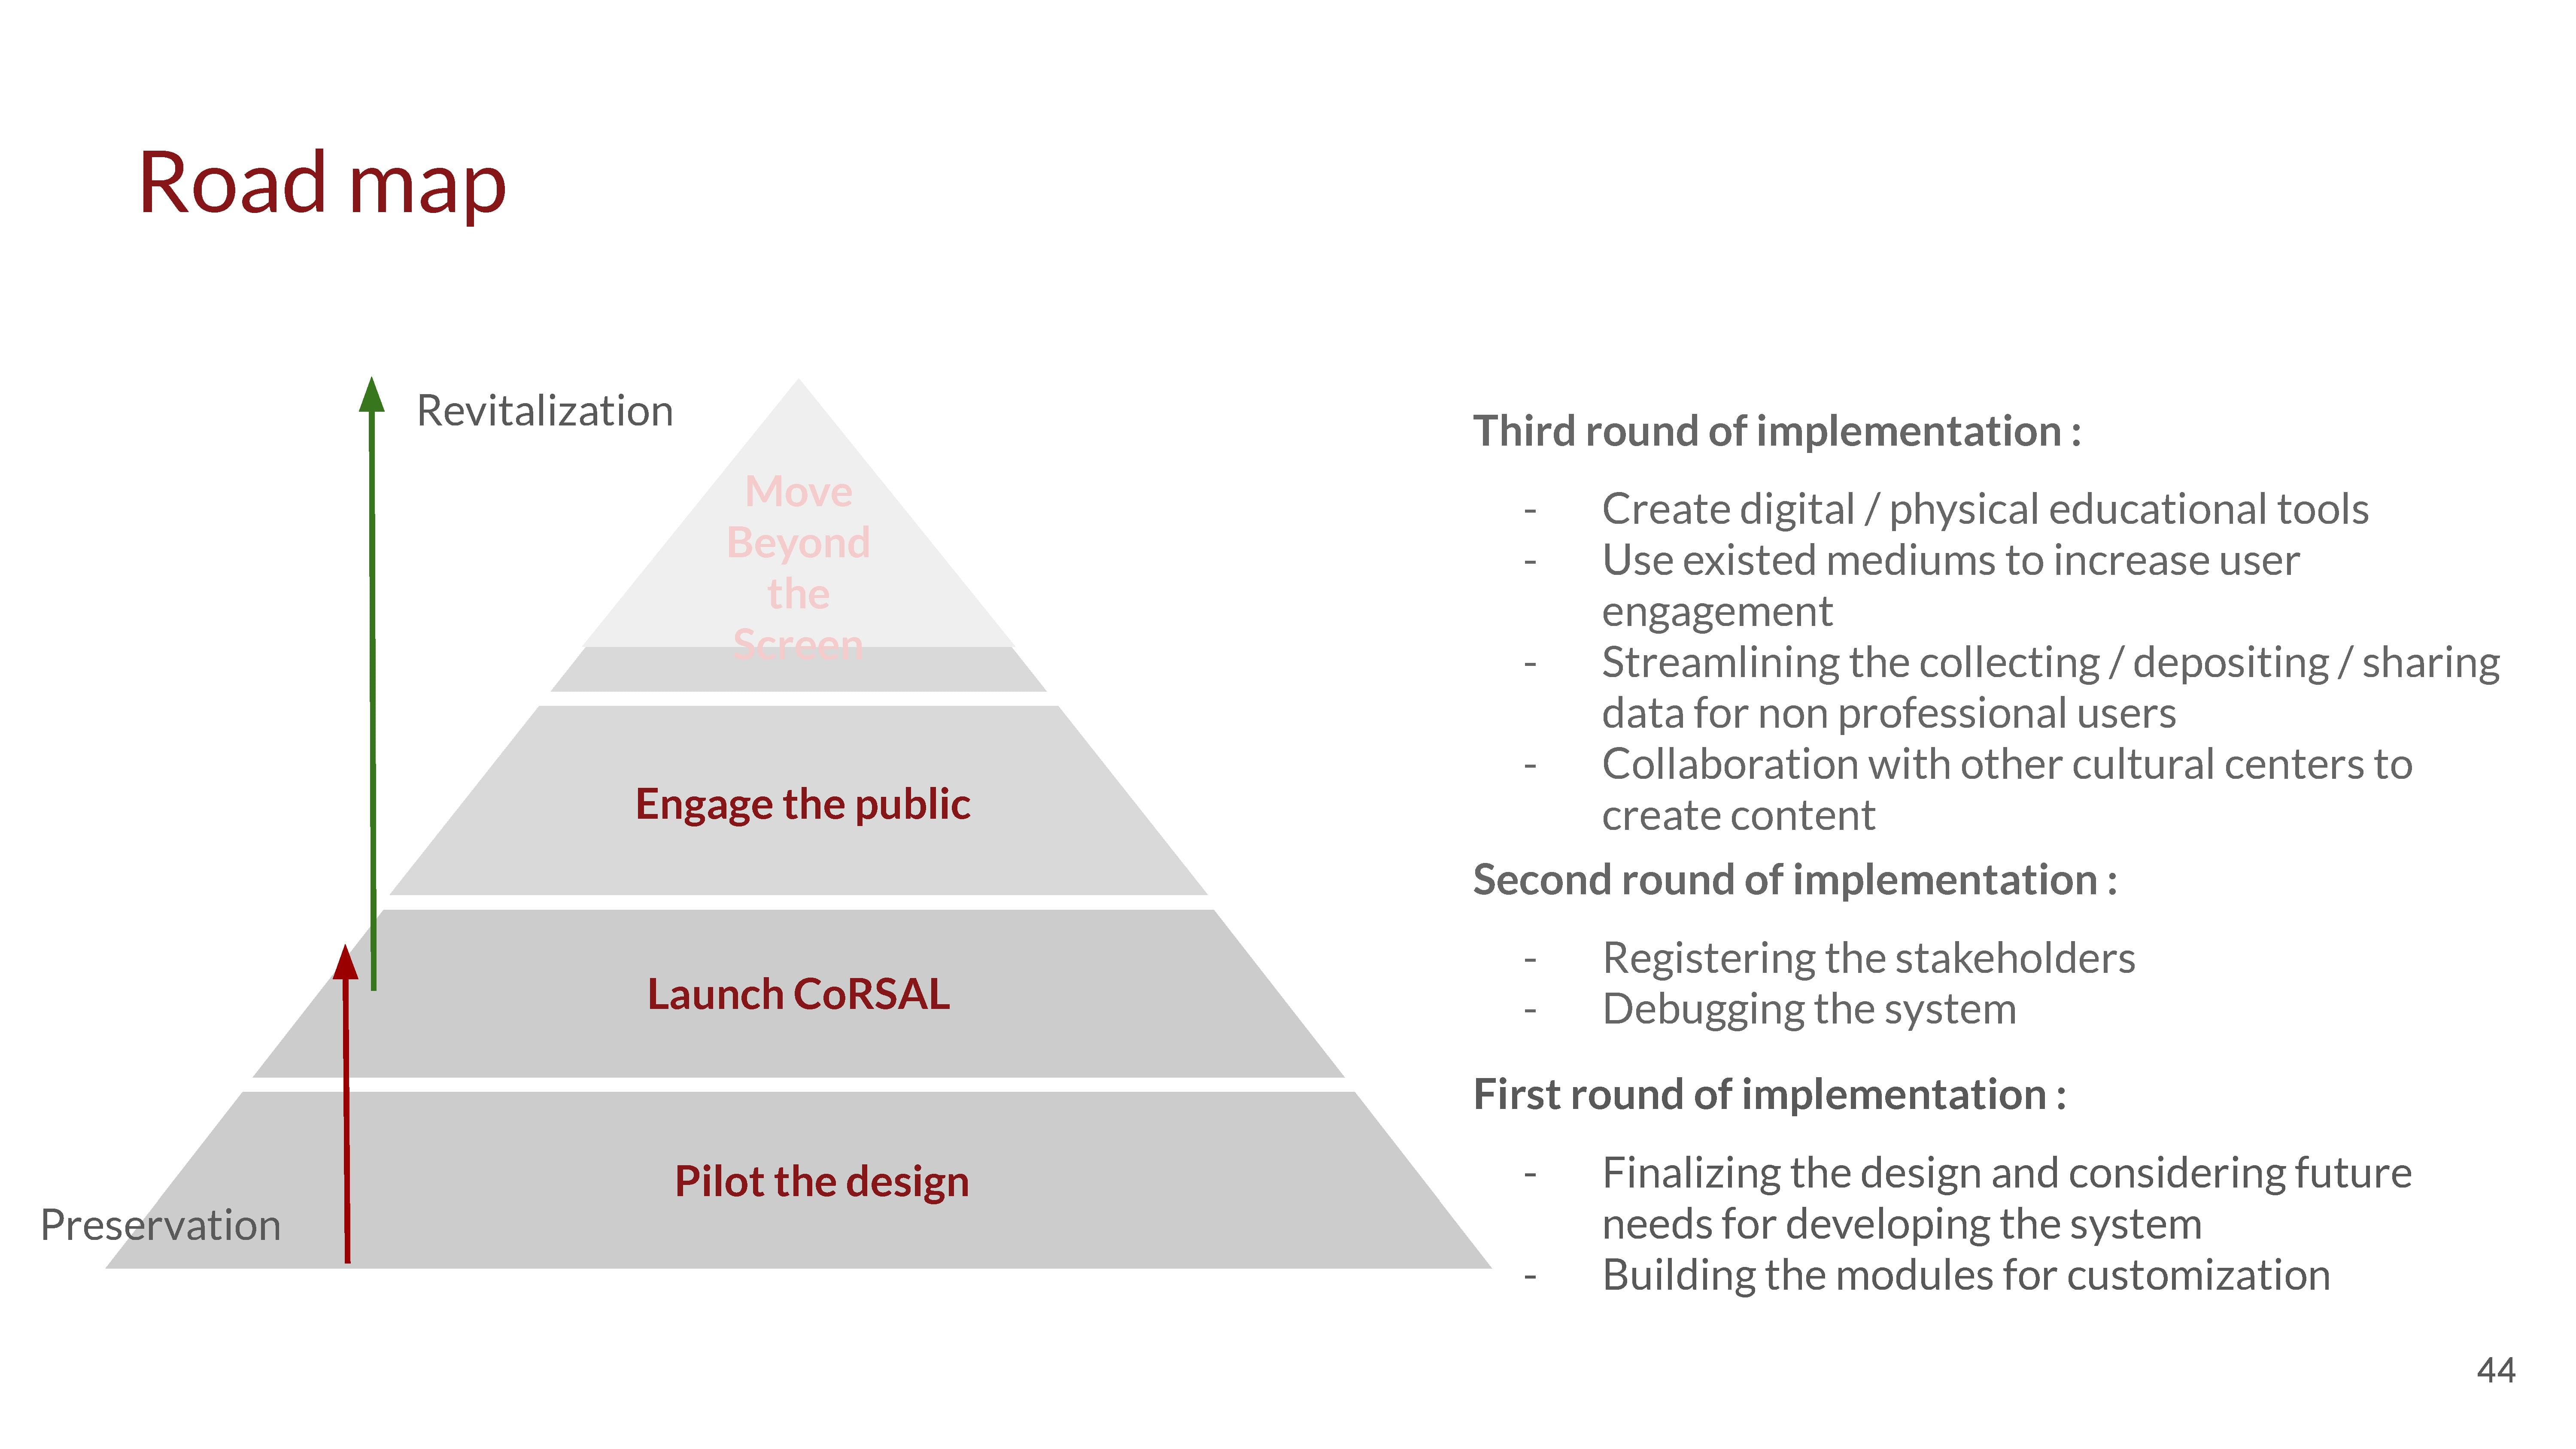 Road map
Revitalization
Move
Beyond
the
Screen
Engage the public
Launch CoRSAL
Pilot the design
Preservation
Third round of implementation :
- Create digital / physical educational tools
- Use existed mediums to increase user
engagement
- Streamlining the collecting / depositing / sharing
data for non professional users
- Collaboration with other cultural centers to
create content
Second round of implementation :
- Registering the stakeholders
- Debugging the system
First round of implementation :
- Finalizing the design and considering future
needs for developing the system
- Building the modules for customization
44